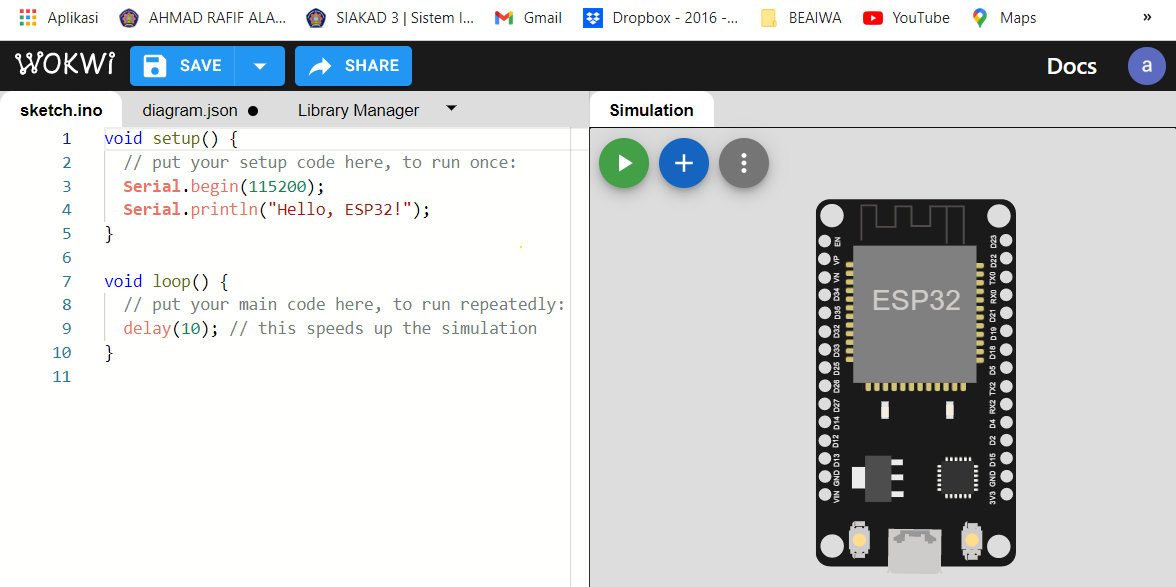 Aplikasi AHMAD RAFIF ALA... SIAKAD 3 | Sistem I... Gmail Dropbox - 2016 -... BEAIWA YouTube Maps »
WOKWi SAVE SHARE Docs a
sketch.ino diagram.json ● Library Manager Simulation
1 void setup() {
2 // put your setup code here, to run once:
3 Serial.begin(115200);
4 Serial.println("Hello, ESP32!");
5 }
6
7 void loop() {
8 // put your main code here, to run repeatedly:
9 delay(10); // this speeds up the simulation
10 }
11
ESP32
EN
VP
VN
D34
D35
D32
D33
D25
D26
D27
D14
D12
D13
GND
VIN
D23
D22
TX0
RX0
D21
D19
D18
D5
TX2
RX2
D4
D2
D15
GND
3V3